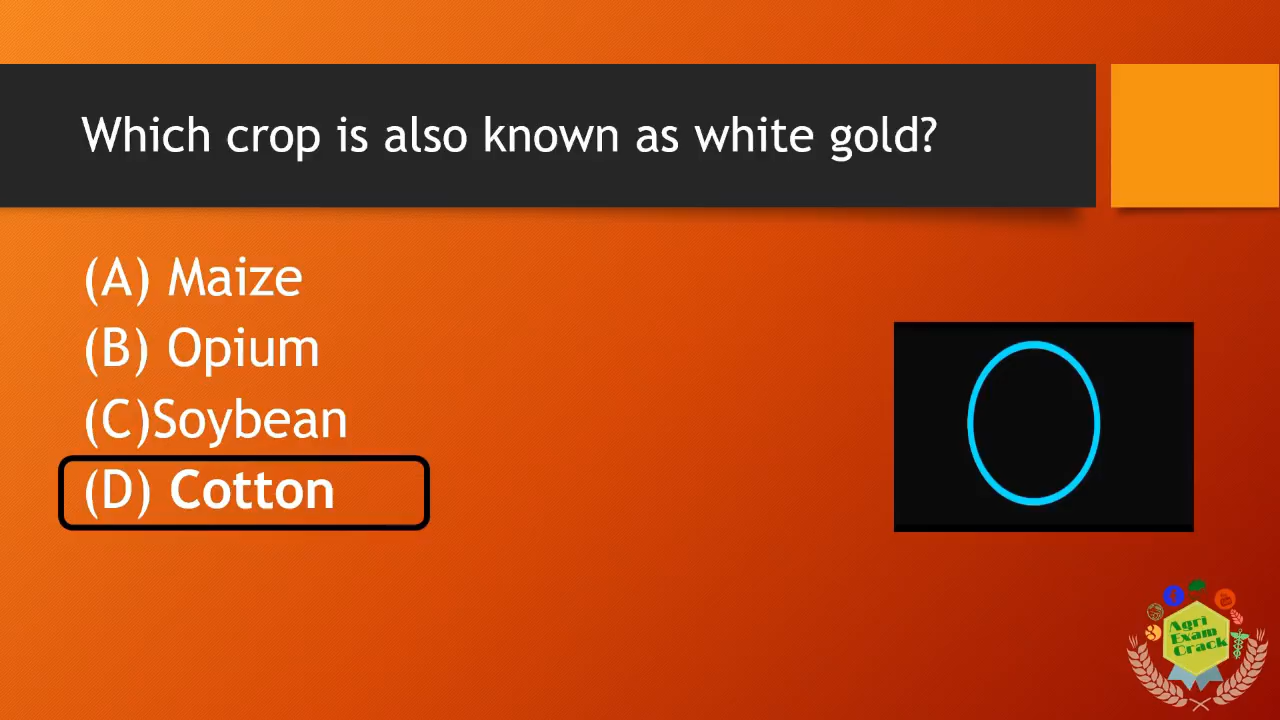 Which crop is also known as white gold?
(A) Maize
(B) Opium
(C)Soybean
(D) Cotton
Agri
Exam
Crack